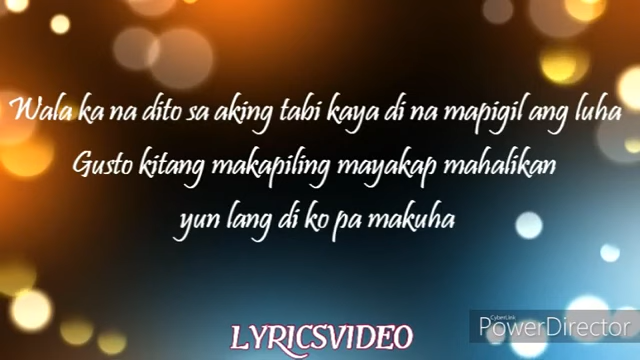 Wala ka na dito sa aking tabi kaya di na mapigil ang luha
Gusto kitang makapiling mayakap mahalikan
yun lang di ko pa makuha
CyberLink
PowerDirector
LYRICSVIDEO